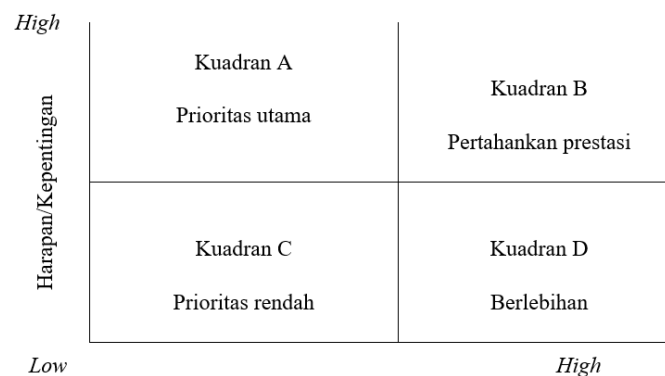 High
Kuadran A
Prioritas utama
Kuadran B
Pertahankan prestasi
Harapan/Kepentingan
Kuadran C
Prioritas rendah
Kuadran D
Berlebihan
Low
High